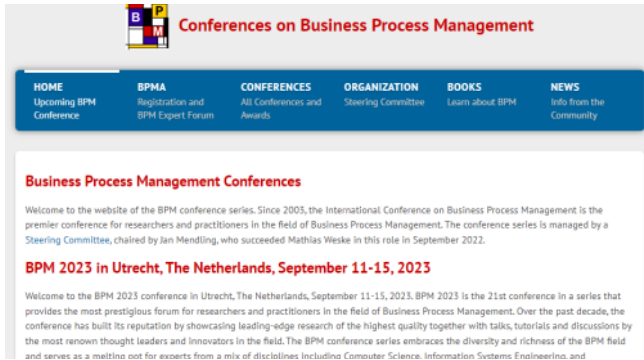 B P M
Conferences on Business Process Management
HOME
Upcoming BPM
Conference
BPMA
Registration and
BPM Expert Forum
CONFERENCES
All Conferences and
Awards
ORGANIZATION
Steering Committee
BOOKS
Learn about BPM
NEWS
Info from the
Community
Business Process Management Conferences
Welcome to the website of the BPM conference series. Since 2003, the International Conference on Business Process Management is the
premier conference for researchers and practitioners in the field of Business Process Management. The conference series is managed by a
Steering Committee, chaired by Jan Mendling, who succeeded Mathias Weske in this role in September 2022.
BPM 2023 in Utrecht, The Netherlands, September 11-15, 2023
Welcome to the BPM 2023 conference in Utrecht, The Netherlands, September 11-15, 2023. BPM 2023 is the 21st conference in a series that
provides the most prestigious forum for researchers and practitioners in the field of Business Process Management. Over the past decade, the
conference has built its reputation by showcasing leading-edge research of the highest quality together with talks, tutorials and discussions by
the most renown thought leaders and innovators in the field. The BPM conference series embraces the diversity and richness of the BPM field
and serves as a melting pot for experts from a mix of disciplines including Computer Science, Information Systems Engineering, and